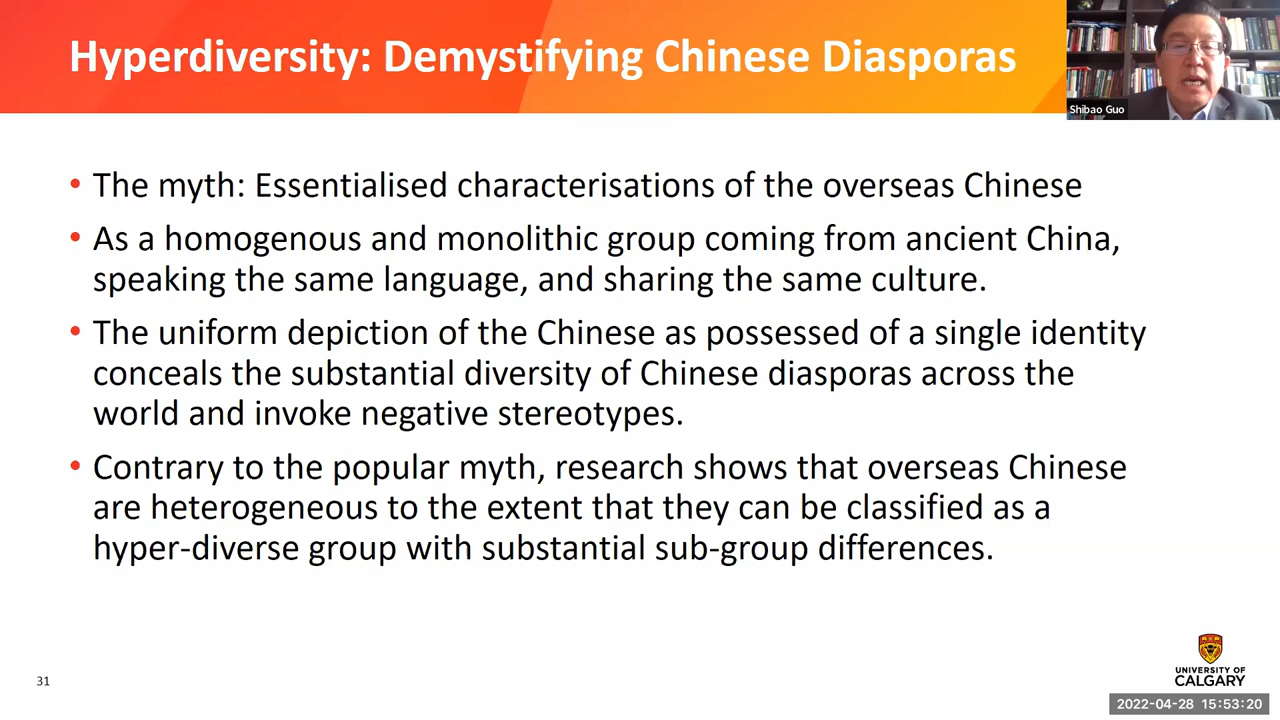 Hyperdiversity: Demystifying Chinese Diasporas
Shibao Guo
• The myth: Essentialised characterisations of the overseas Chinese
• As a homogenous and monolithic group coming from ancient China,
speaking the same language, and sharing the same culture.
• The uniform depiction of the Chinese as possessed of a single identity
conceals the substantial diversity of Chinese diasporas across the
world and invoke negative stereotypes.
• Contrary to the popular myth, research shows that overseas Chinese
are heterogeneous to the extent that they can be classified as a
hyper-diverse group with substantial sub-group differences.
31
UNIVERSITY OF
CALGARY
2022-04-28 15:53:20